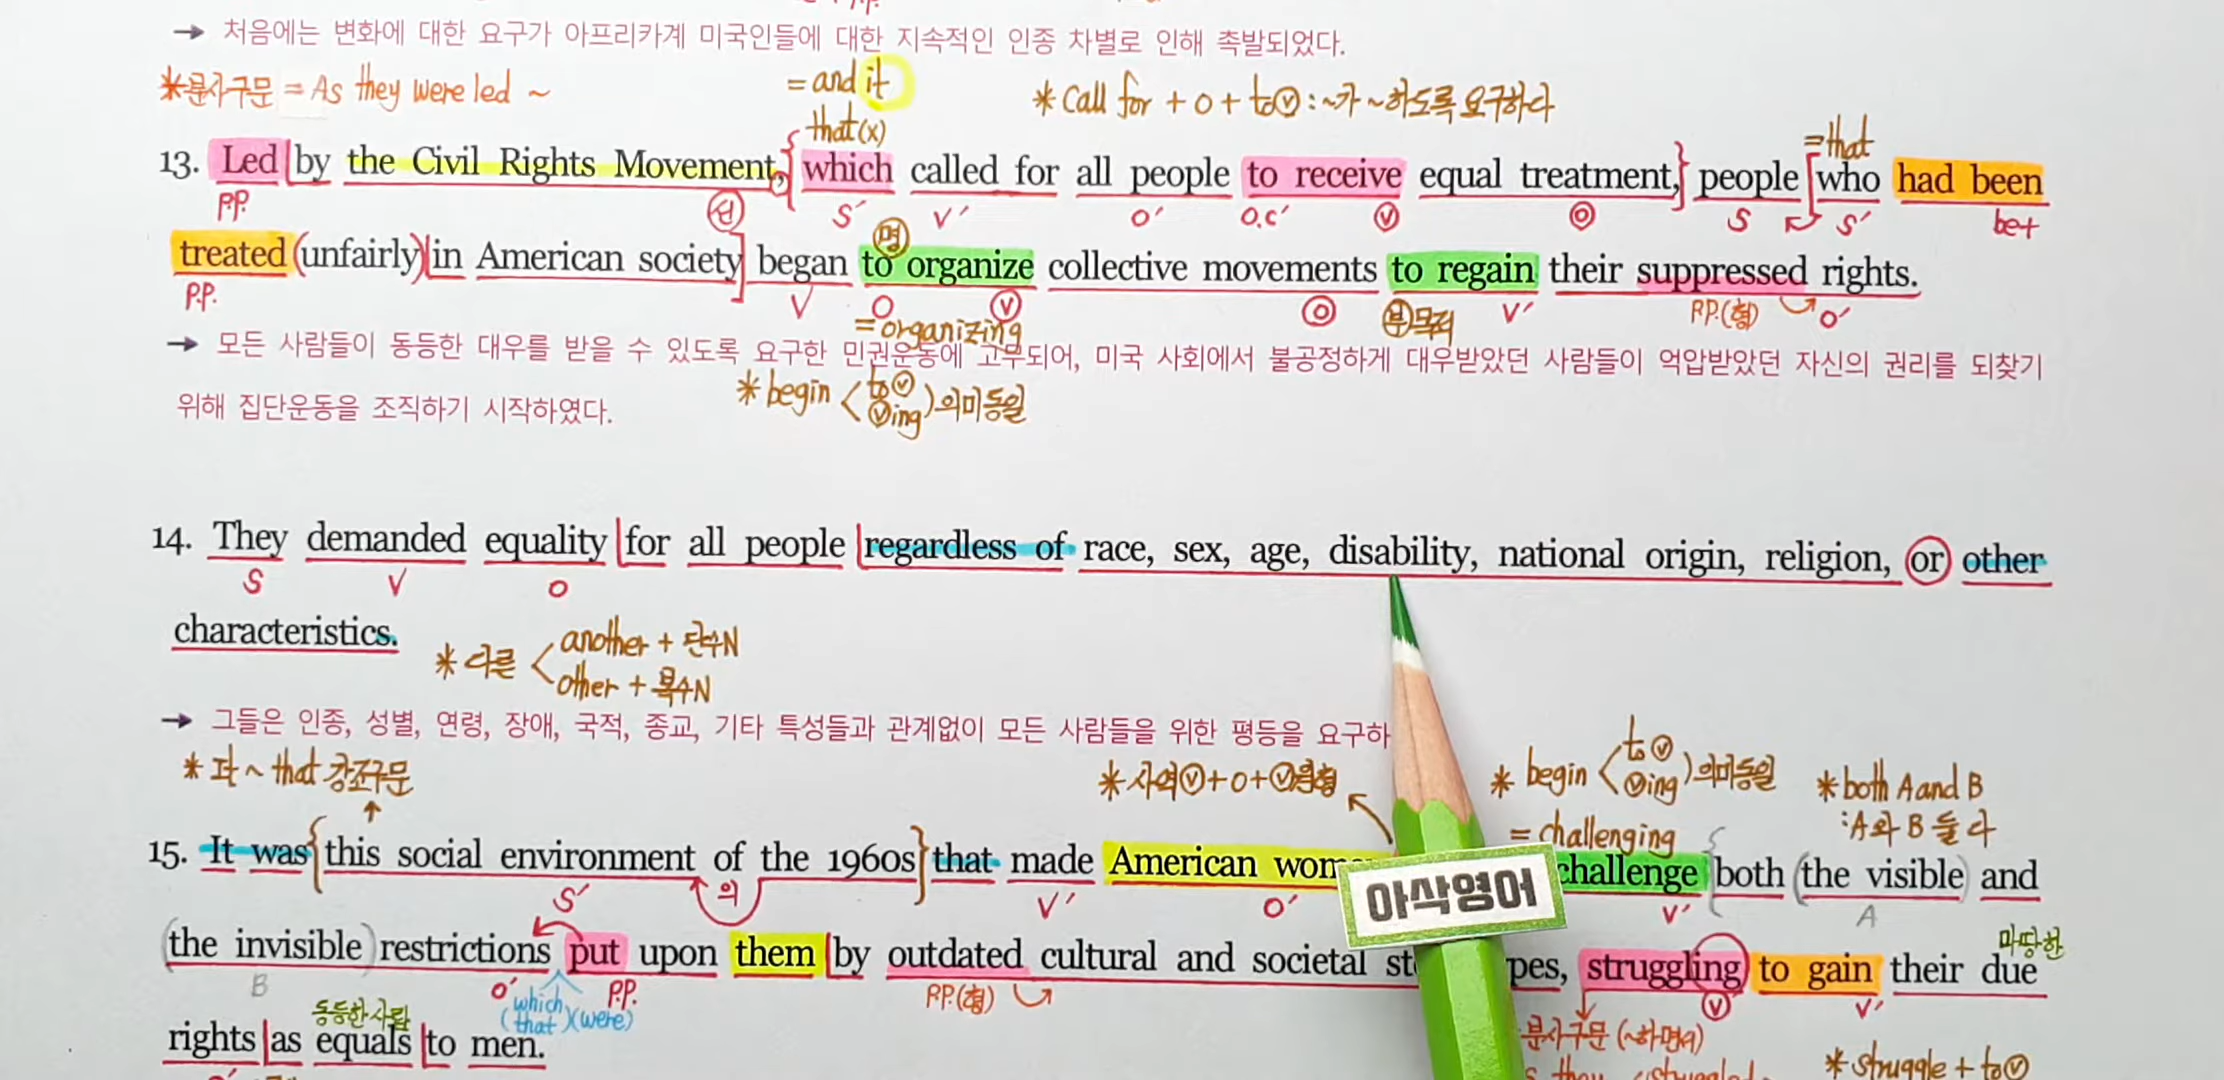 → 처음에는 변화에 대한 요구가 아프리카계 미국인들에 대한 지속적인 인종 차별로 인해 촉발되었다.
*분사구문 = As they were led ~
= and it
that(x)
* call for + O + to ⓥ : ~가 ~하도록 요구하다
= that
13. Led by the Civil Rights Movement, which called for all people to receive equal treatment, people who had been
P.P. 선 S′ V′ O′ O.C′ ⓥ ⓞ S S′ be+
명
treated (unfairly) in American society began to organize collective movements to regain their suppressed rights.
P.P. V O ⓥ ⓞ 부 목적 V′ P.P.(형) O′
= organizing
→ 모든 사람들이 동등한 대우를 받을 수 있도록 요구한 민권운동에 고무되어, 미국 사회에서 불공정하게 대우받았던 사람들이 억압받았던 자신의 권리를 되찾기
위해 집단운동을 조직하기 시작하였다.
* begin < to ⓥ ⓥing ) 의미동일
14. They demanded equality for all people regardless of race, sex, age, disability, national origin, religion, or other
S V O
characteristics.
* 다른 < another + 단수N
other + 복수N
→ 그들은 인종, 성별, 연령, 장애, 국적, 종교, 기타 특성들과 관계없이 모든 사람들을 위한 평등을 요구하
* It ~ that 강조구문
* 사역ⓥ + O + ⓥ원형
* begin < to ⓥ ⓥing ) 의미동일
* both A and B
: A와 B 둘 다
= challenging
15. It was {this social environment of the 1960s} that made American challenge both (the visible) and
S′ 의 V′ O′ V′ A
아삭영어
(the invisible) restrictions put upon them by outdated cultural and societal struggling to gain their due
마땅한
B O′ which (that)(were) P.P. P.P.(형) ⓥ V′
동등한 사람
rights as equals to men.
분사구문 (~하면서)
* struggle + to ⓥ